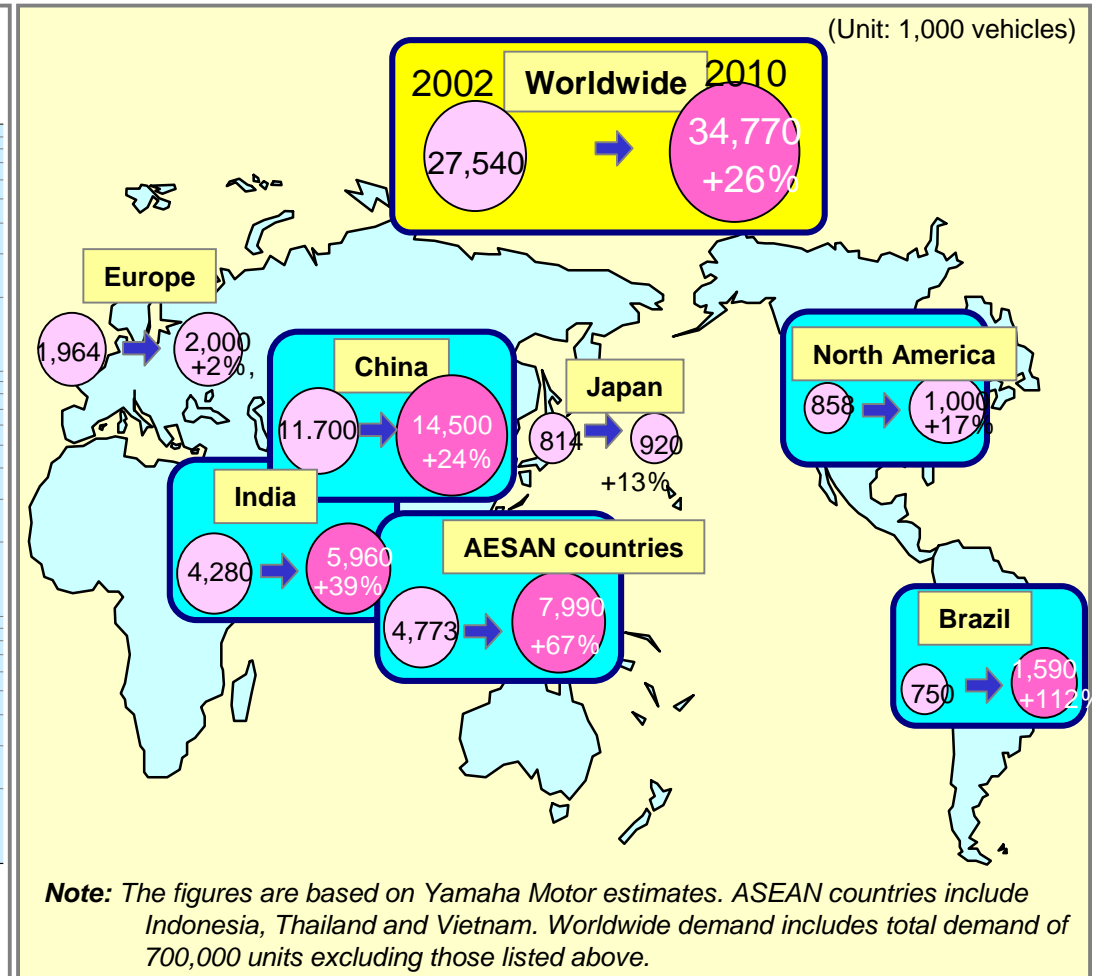 (Unit: 1,000 vehicles)
2002 Worldwide 2010
27,540
34,770
+26%
Europe
1,964
2,000
+2%,
China
11.700
14,500
+24%
Japan
814
920
+13%
North America
858
1,000
+17%
India
4,280
5,960
+39%
AESAN countries
4,773
7,990
+67%
Brazil
750
1,590
+112%
Note: The figures are based on Yamaha Motor estimates. ASEAN countries include
Indonesia, Thailand and Vietnam. Worldwide demand includes total demand of
700,000 units excluding those listed above.